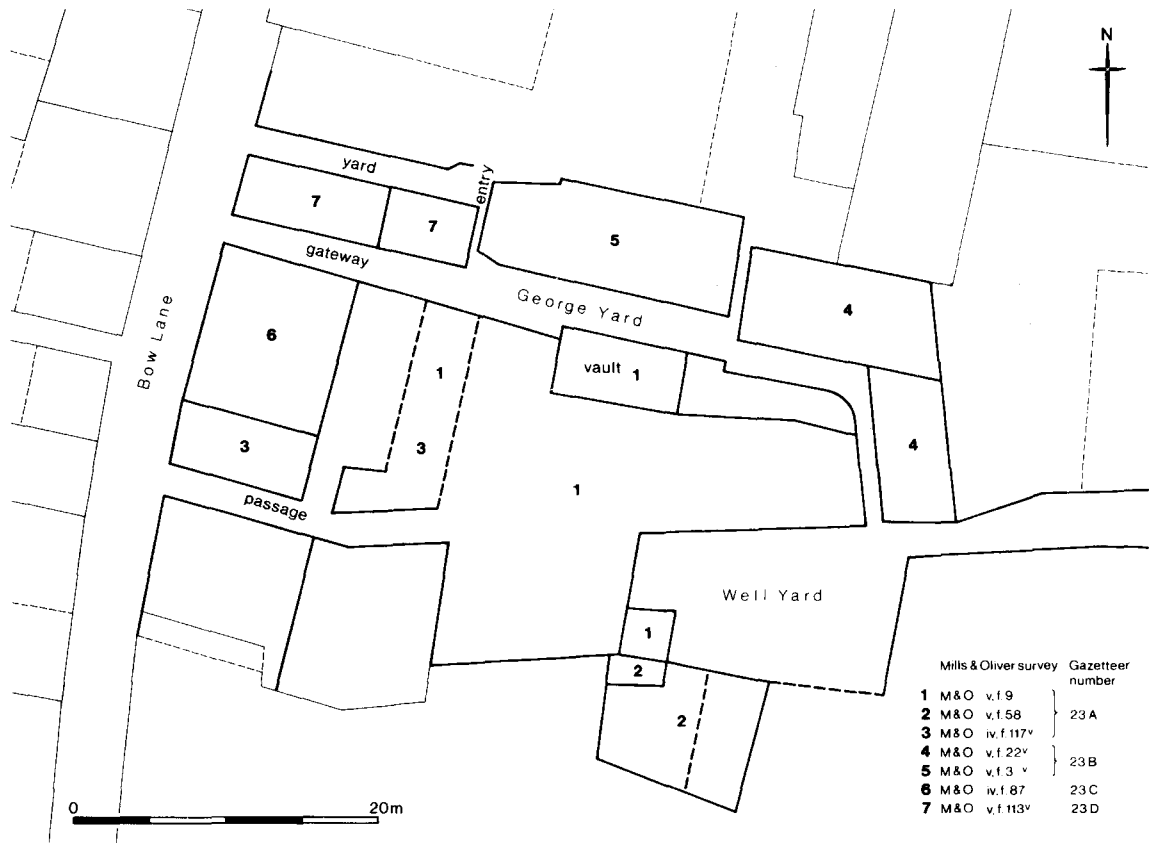 N
yard
entry
7
7
5
gateway
George Yard
4
Bow Lane
6
1
vault 1
4
3
3
1
passage
Well Yard
1
2
2
Mills & Oliver survey Gazetteer
number
1 M&O v, f. 9
2 M&O v, f. 58 23 A
3 M&O iv, f. 117v
4 M&O v, f. 22v
23 B
5 M&O v, f. 3 v
6 M&O iv, f. 87 23 C
7 M&O v, f. 113v 23 D
0 20m